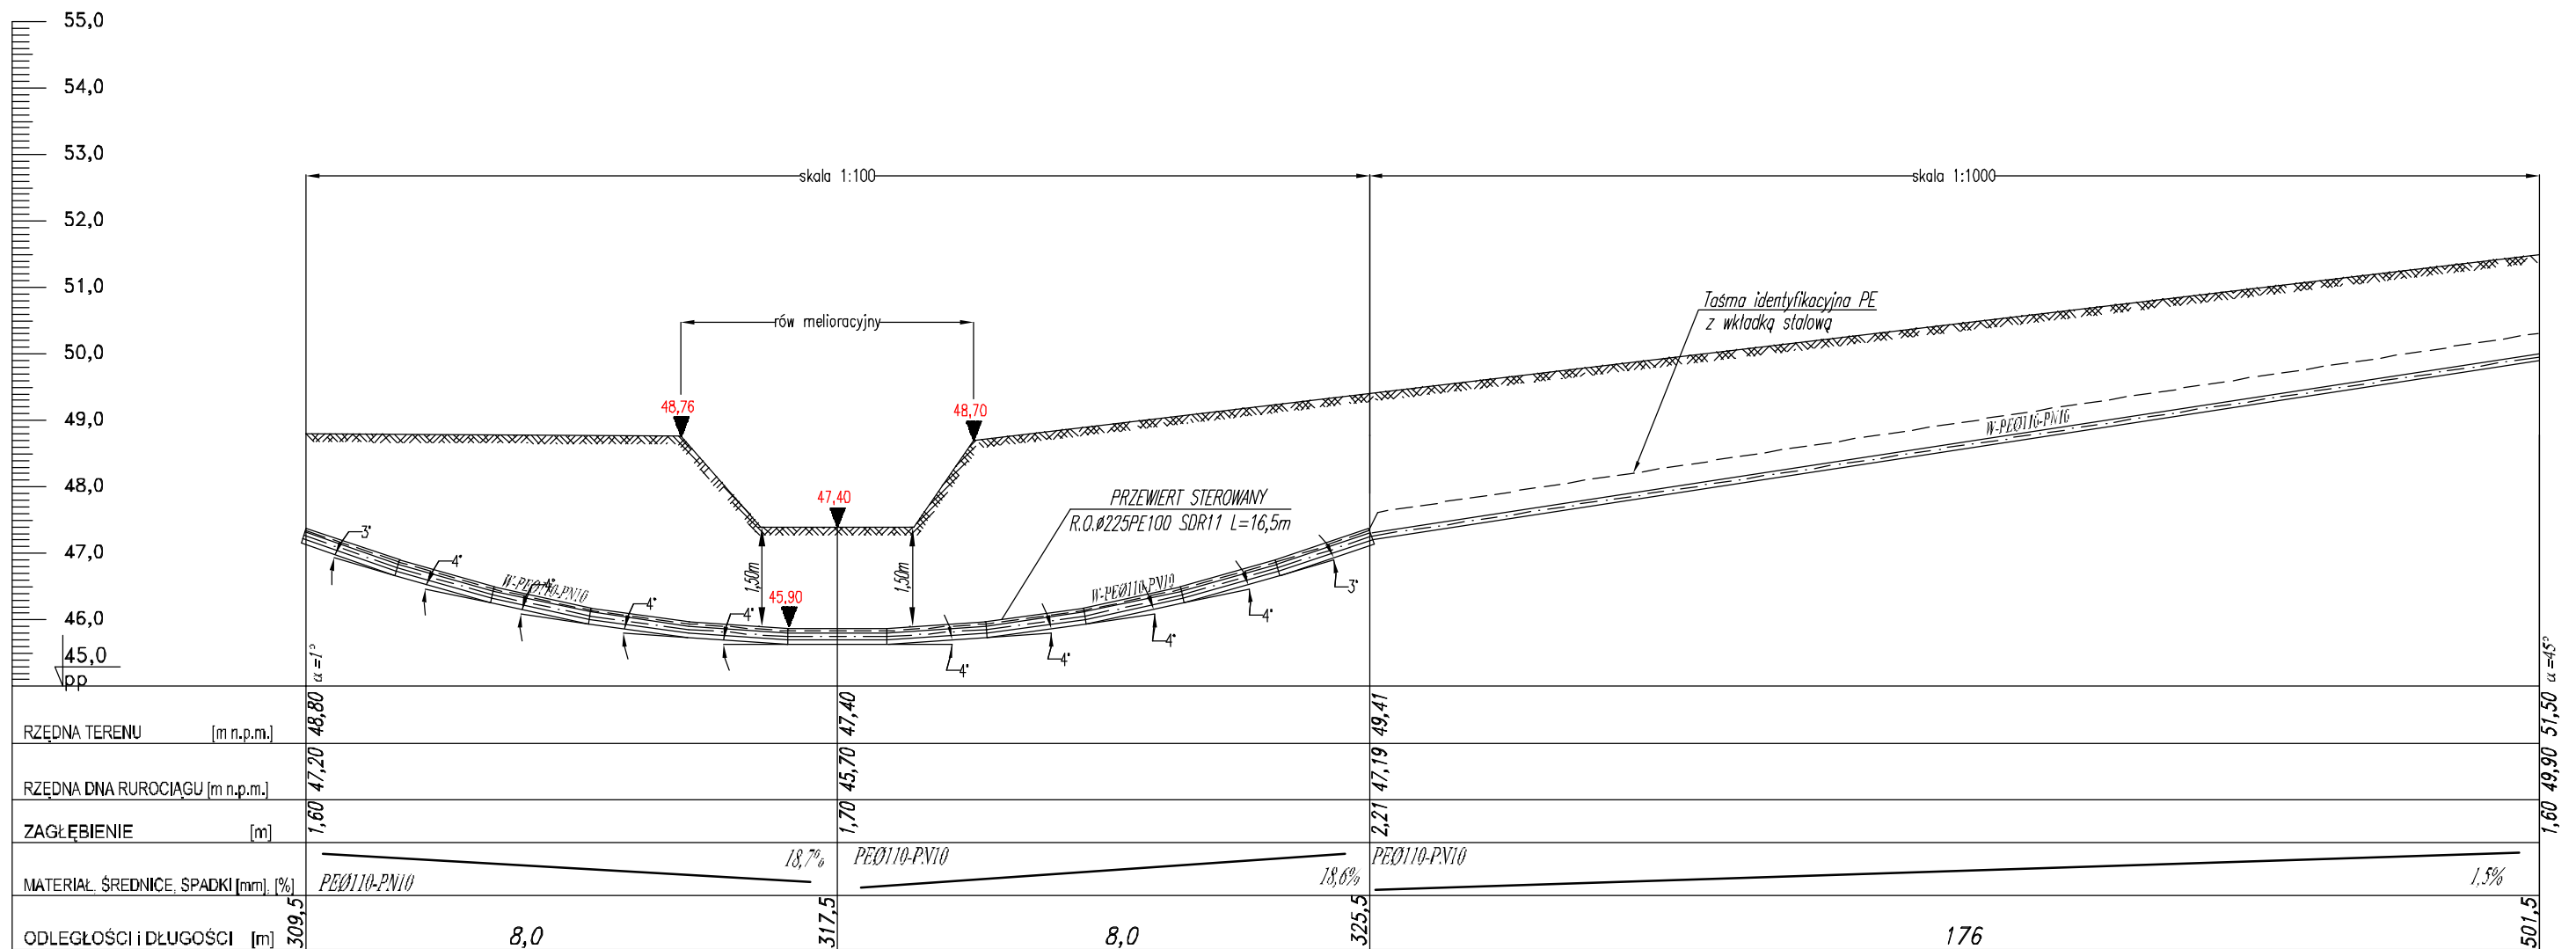 55,0
54,0
53,0
52,0
51,0
50,0
49,0
48,0
47,0
46,0
45,0
pp
skala 1:100
skala 1:1000
rów melioracyjny
48,76
48,70
47,40
45,90
1,50m
1,50m
Taśma identyfikacyjna PE
z wkładką stalową
PRZEWIERT STEROWANY
R.O.ø225PE100 SDR11 L=16,5m
W-PEØ110-PN10
W-PEØ110-PN10
W-PEØ110-PN10
3°
4°
4°
4°
4°
4°
4°
4°
4°
3°
α=1°
α=45°
RZĘDNA TERENU [m n.p.m.] 48,80 47,40 49,41 51,50
RZĘDNA DNA RUROCIĄGU [m n.p.m.] 47,20 45,70 47,19 49,90
ZAGŁĘBIENIE [m] 1,60 1,70 2,21 1,60
MATERIAŁ, ŚREDNICE, SPADKI [mm], [%] PEØ110-PN10 18,7% PEØ110-PN10 18,6% PEØ110-PN10 1,5%
ODLEGŁOŚCI i DŁUGOŚCI [m] 309,5 8,0 317,5 8,0 325,5 176 501,5